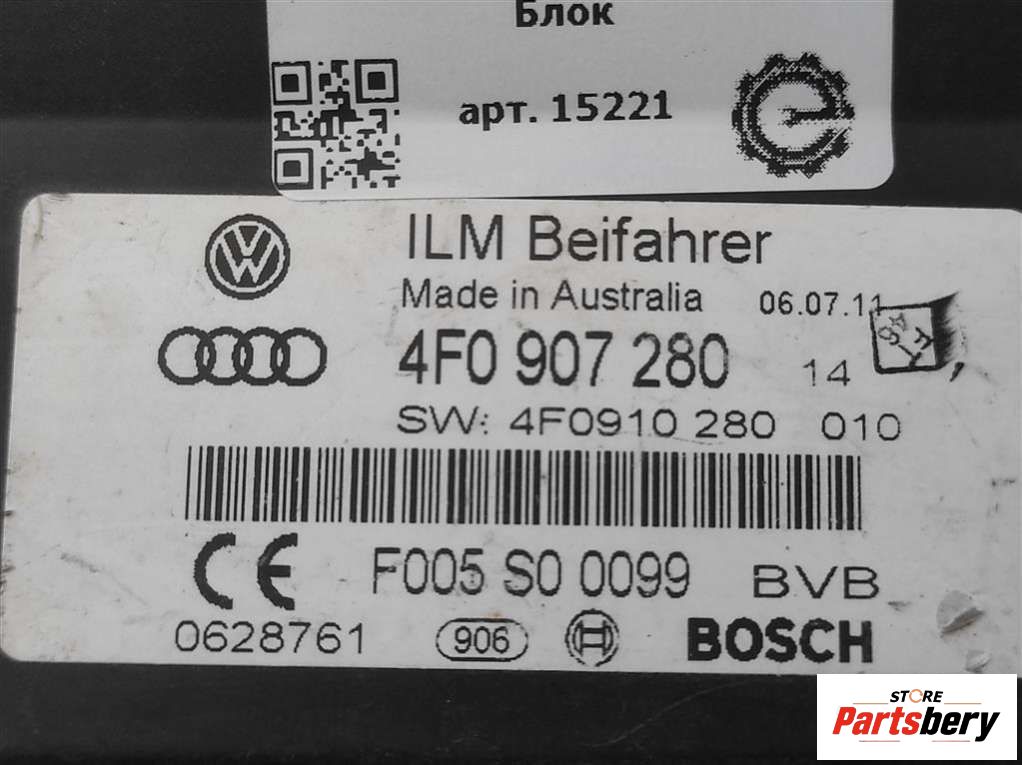 Блок
арт. 15221
ILM Beifahrer
Made in Australia 06.07.11
4F0 907 280 14
SW: 4F0910 280 010
CE F005 S0 0099 BVB
0628761 906 BOSCH
STORE
Partsbery